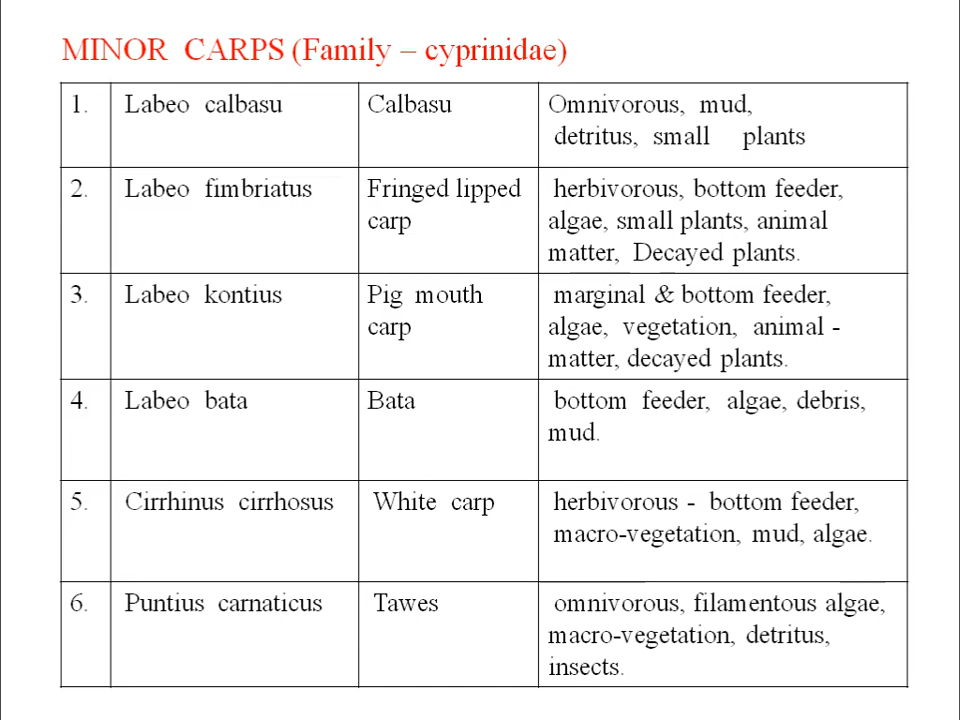 MINOR CARPS (Family – cyprinidae)
1. Labeo calbasu Calbasu Omnivorous, mud,
detritus, small plants
2. Labeo fimbriatus Fringed lipped herbivorous, bottom feeder,
carp algae, small plants, animal
matter, Decayed plants.
3. Labeo kontius Pig mouth marginal & bottom feeder,
carp algae, vegetation, animal -
matter, decayed plants.
4. Labeo bata Bata bottom feeder, algae, debris,
mud.
5. Cirrhinus cirrhosus White carp herbivorous - bottom feeder,
macro-vegetation, mud, algae.
6. Puntius carnaticus Tawes omnivorous, filamentous algae,
macro-vegetation, detritus,
insects.